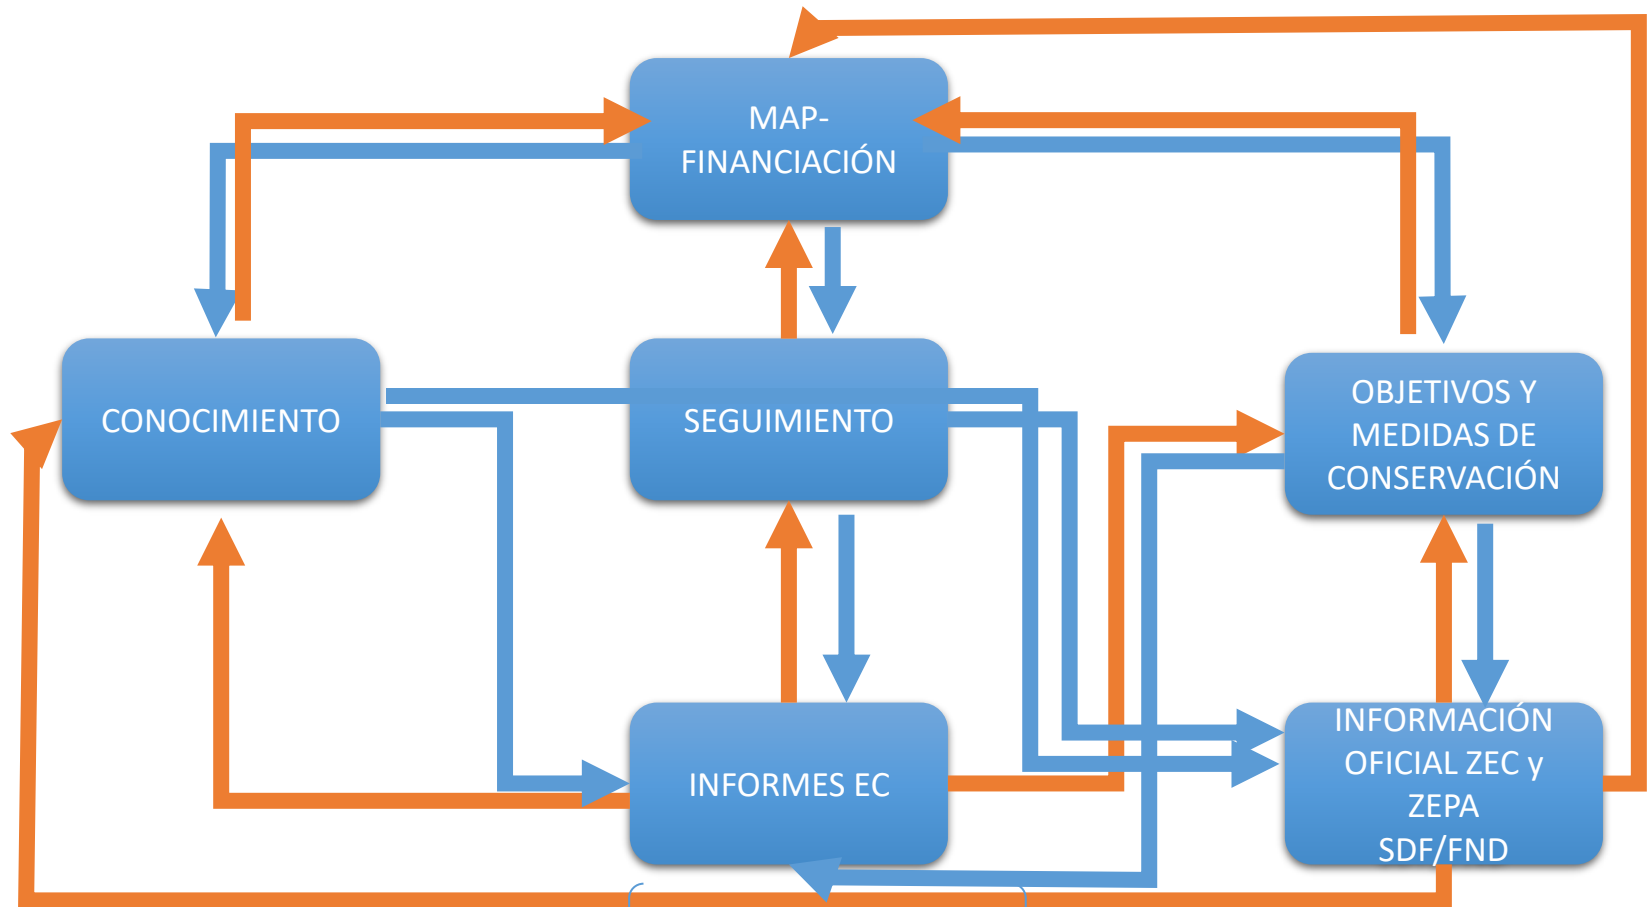 MAP-
FINANCIACIÓN
CONOCIMIENTO
SEGUIMIENTO
OBJETIVOS Y
MEDIDAS DE
CONSERVACIÓN
INFORMES EC
INFORMACIÓN
OFICIAL ZEC y
ZEPA
SDF/FND